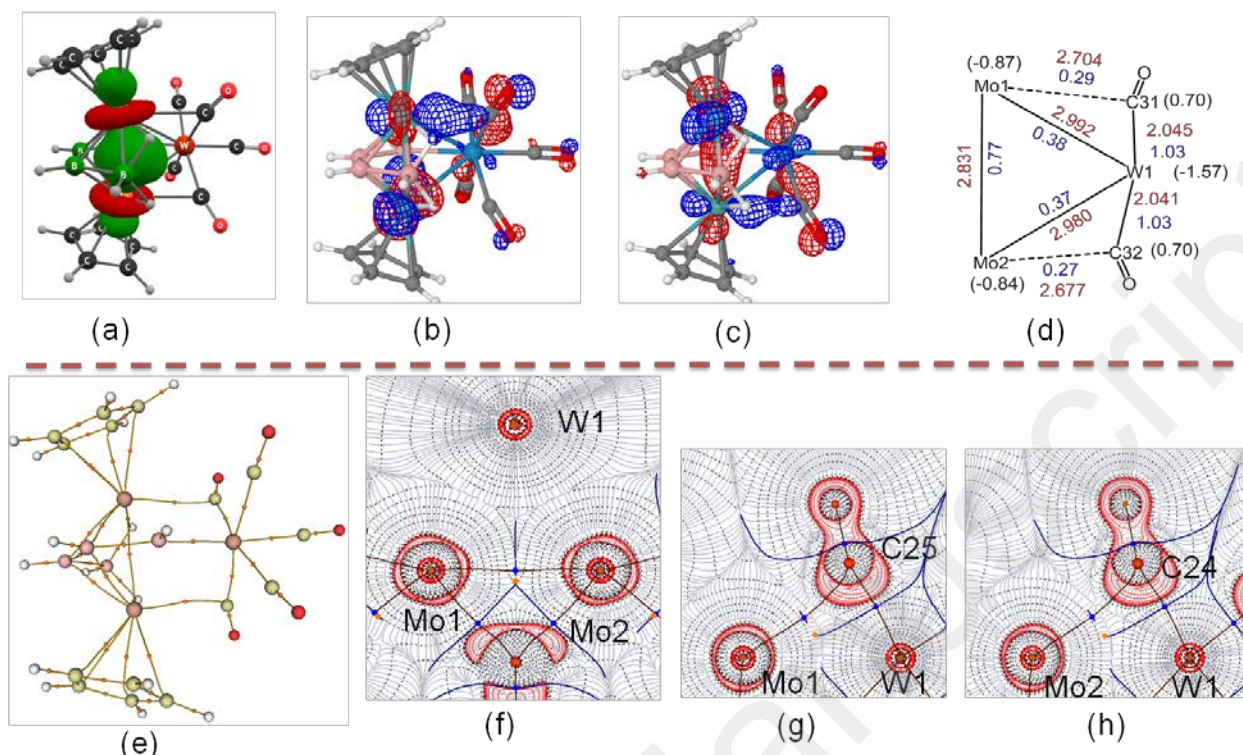 O
C
C
C
C
C
O
O
C
C
W
C
O
B
B
B
C
C
O
C
O
C
C
C
C
(a)
(b)
(c)
(-0.87)
Mo1
2.704
0.29
O
C31 (0.70)
2.992
0.38
2.045
1.03
2.831
0.77
W1 (-1.57)
0.37
2.980
2.041
1.03
Mo2
(-0.84)
C32 (0.70)
0.27
2.677
O
(d)
W1
Mo1
Mo2
C25
Mo1
W1
C24
Mo2
W1
(e)
(f)
(g)
(h)